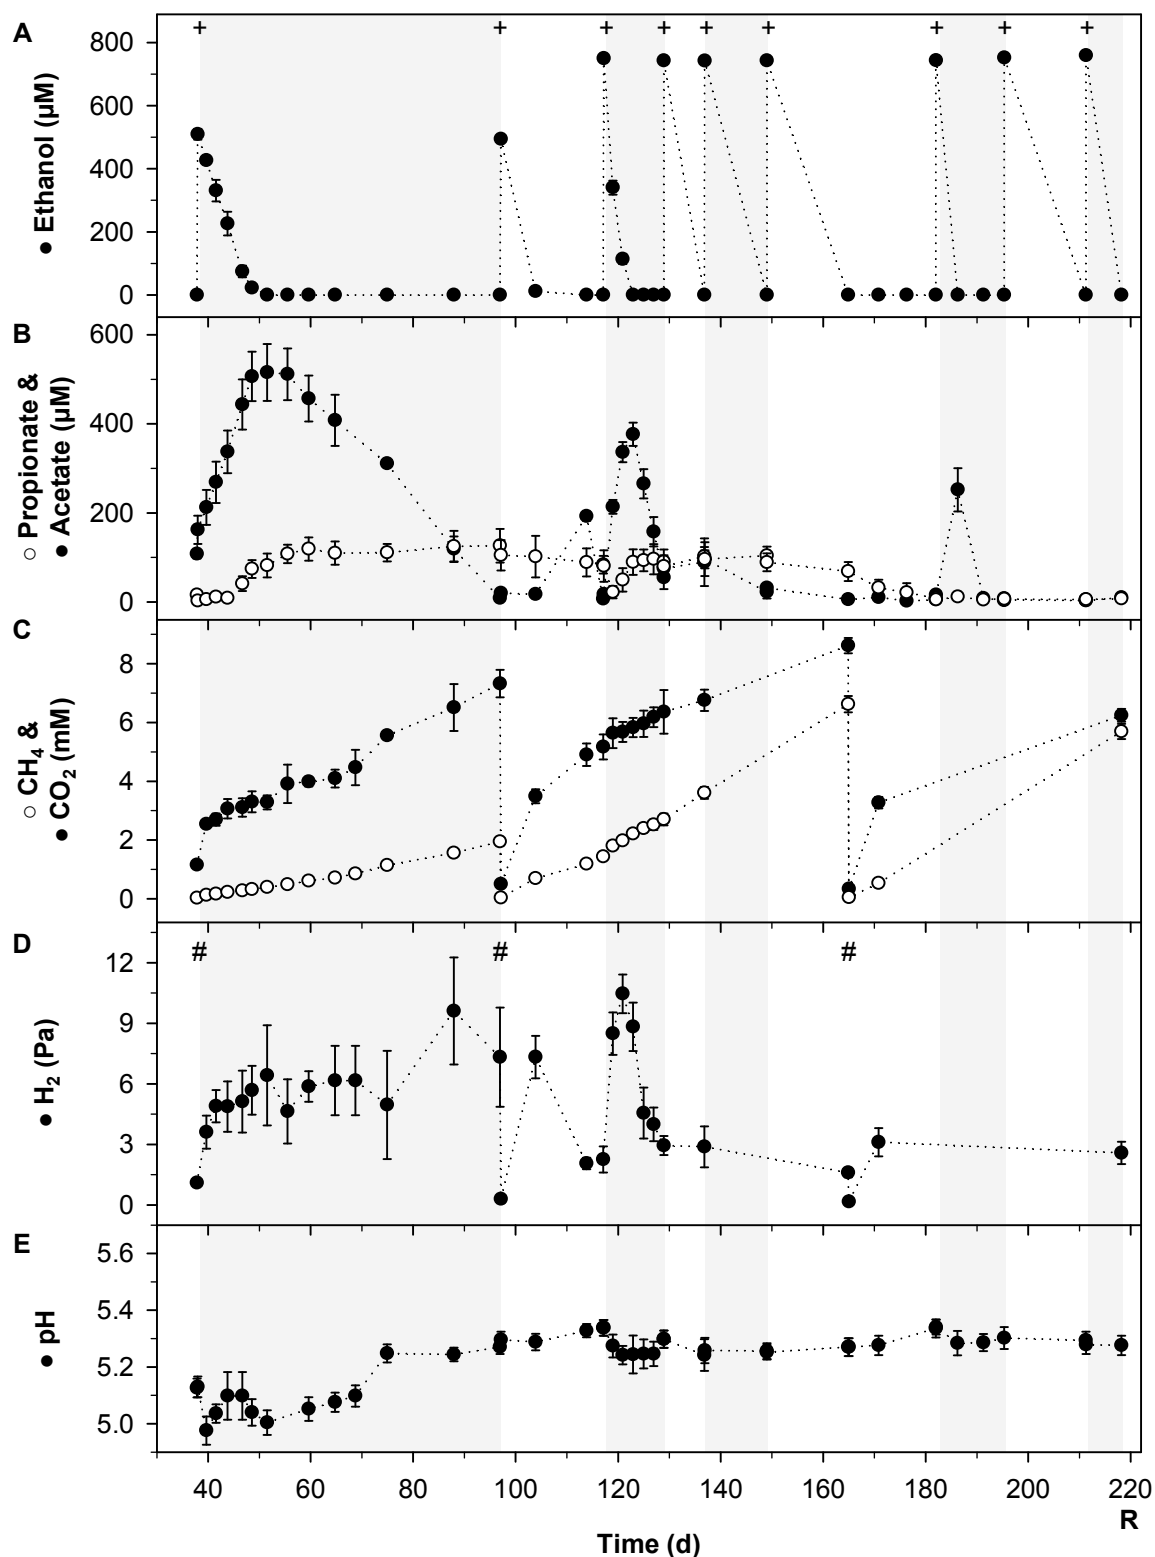 A
+ + + + + + + + +
800
600
400
200
0
● Ethanol (µM)
B
600
400
200
0
○ Propionate &
● Acetate (µM)
C
8
6
4
2
0
○ CH₄ &
● CO₂ (mM)
D
# # #
12
9
6
3
0
● H₂ (Pa)
E
5.6
5.4
5.2
5.0
● pH
40 60 80 100 120 140 160 180 200 220
R
Time (d)